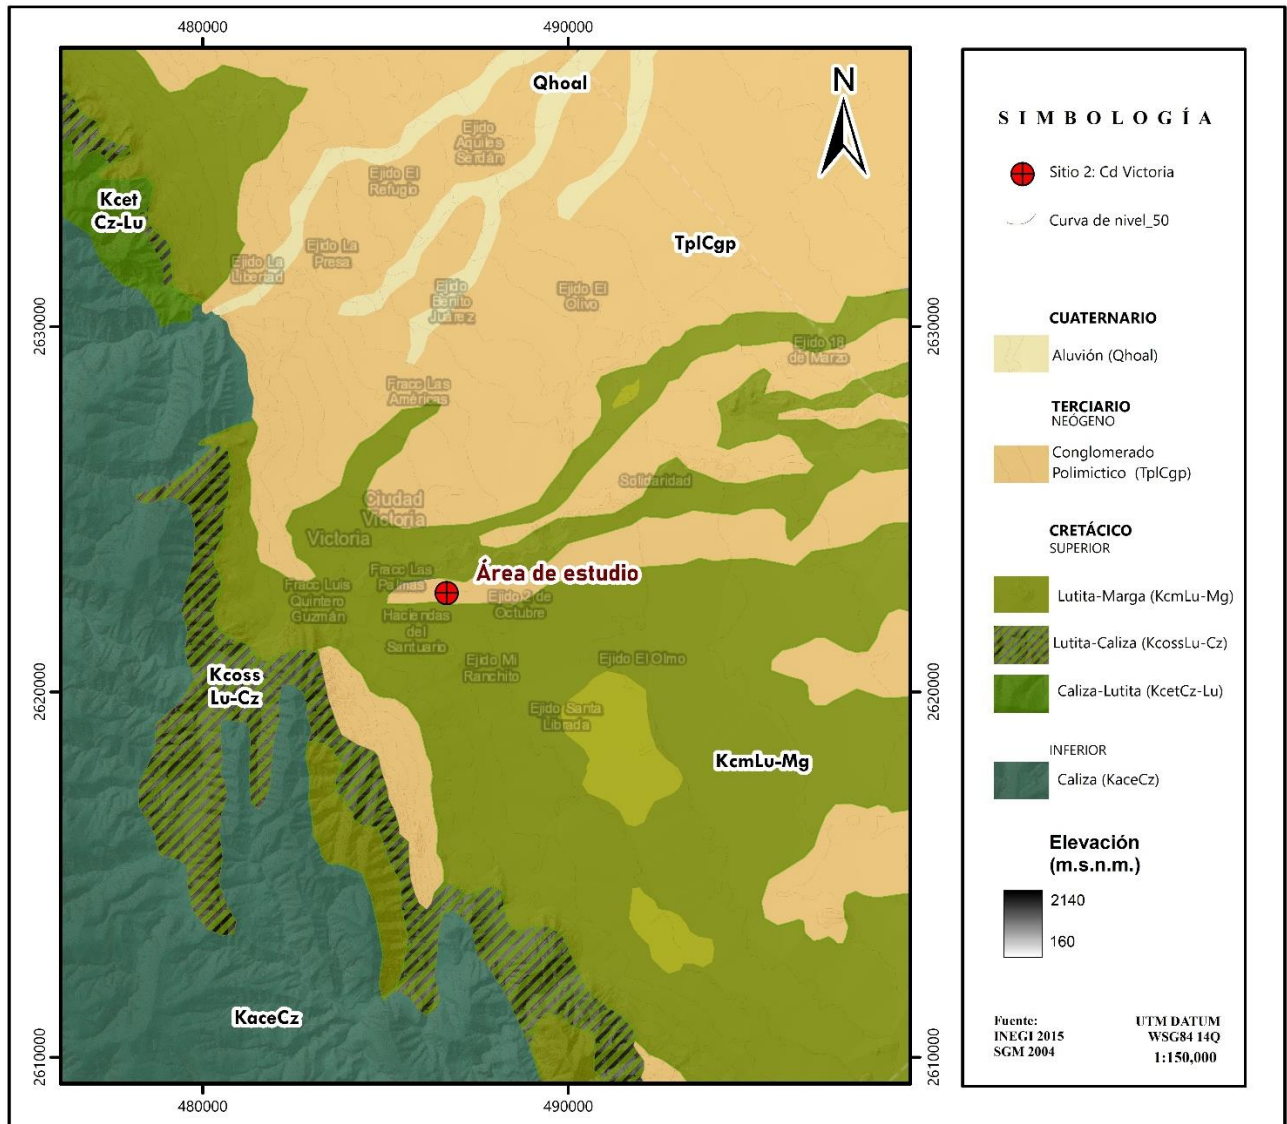 480000
490000
N
Qhoal
Ejido
Aquiles
Serdán
Ejido El
Refugio
Kcet
Cz-Lu
TplCgp
Ejido La
Presa
Ejido La
Libertad
Ejido
Benito
Juárez
Ejido El
Olivo
2630000
2630000
Ejido 18
de Marzo
Fracc Las
Américas
Solidaridad
Ciudad
Victoria
Victoria
Fracc Las
Palmas
Área de estudio
Fracc Luis
Quintero
Guzmán
Ejido 2 de
Octubre
Haciendas
del
Santuario
Ejido Mi
Ranchito
Ejido El Olmo
Kcoss
Lu-Cz
2620000
2620000
Ejido Santa
Librada
KcmLu-Mg
KaceCz
2610000
2610000
480000
490000
SIMBOLOGÍA
Sitio 2: Cd Victoria
Curva de nivel_50
CUATERNARIO
Aluvión (Qhoal)
TERCIARIO
NEÓGENO
Conglomerado
Polimictico (TplCgp)
CRETÁCICO
SUPERIOR
Lutita-Marga (KcmLu-Mg)
Lutita-Caliza (KcossLu-Cz)
Caliza-Lutita (KcetCz-Lu)
INFERIOR
Caliza (KaceCz)
Elevación
(m.s.n.m.)
2140
160
Fuente:
INEGI 2015
SGM 2004
UTM DATUM
WSG84 14Q
1:150,000